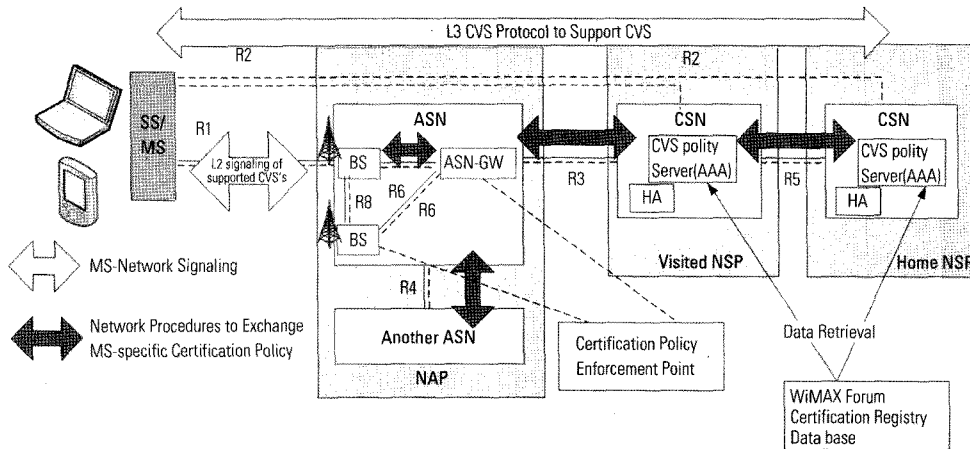 L3 CVS Protocol to Support CVS
R2
R2
SS/
MS
R1
L2 signaling of
supported CVS's
ASN
BS
ASN-GW
R6
R8
R6
BS
R3
CSN
CVS polity
Server(AAA)
HA
R5
CSN
CVS polity
Server(AAA)
HA
Visited NSP
Home NSP
MS-Network Signaling
R4
Network Procedures to Exchange
MS-specific Certification Policy
Another ASN
NAP
Certification Policy
Enforcement Point
Data Retrieval
WiMAX Forum
Certification Registry
Data base